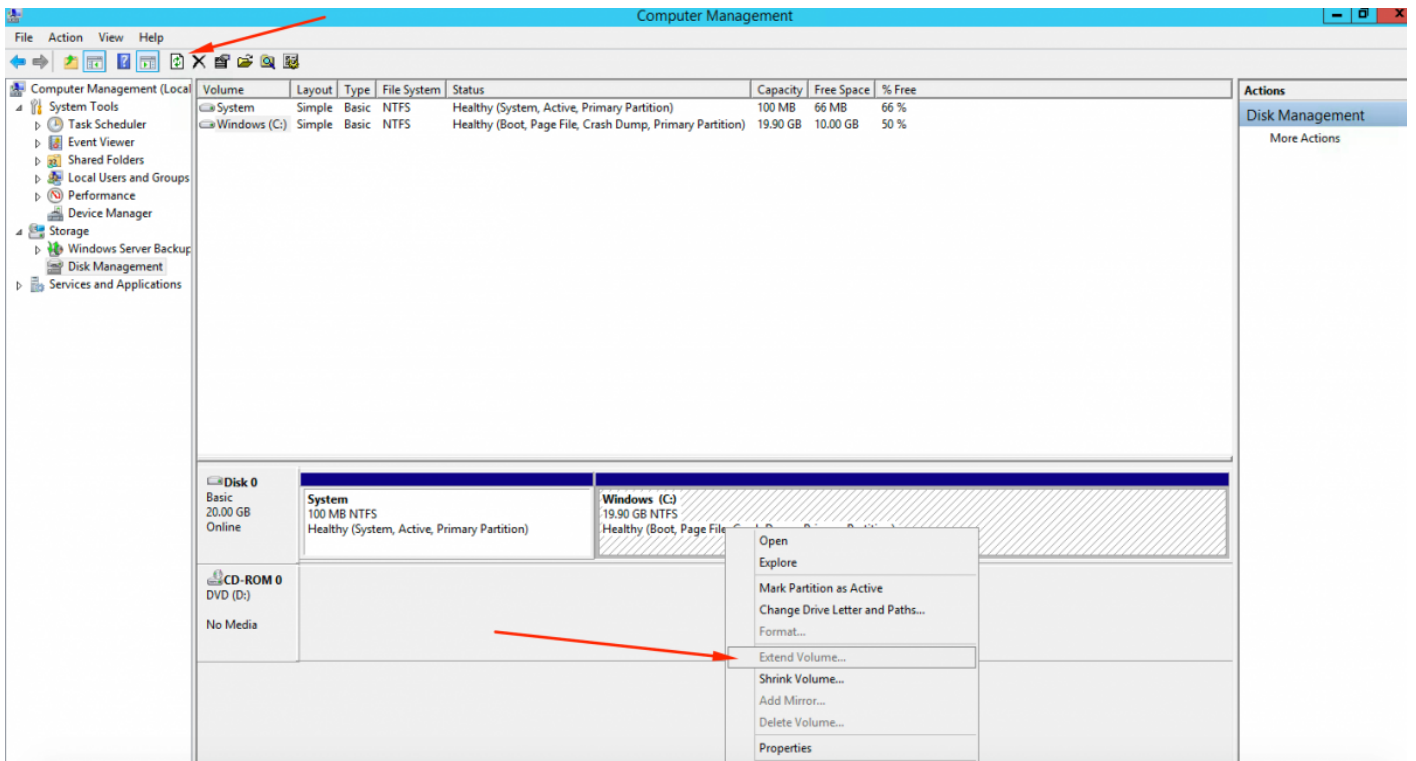 Computer Management
File Action View Help
Computer Management (Local
System Tools
Task Scheduler
Event Viewer
Shared Folders
Local Users and Groups
Performance
Device Manager
Storage
Windows Server Backup
Disk Management
Services and Applications
Volume Layout Type File System Status Capacity Free Space % Free
System Simple Basic NTFS Healthy (System, Active, Primary Partition) 100 MB 66 MB 66 %
Windows (C:) Simple Basic NTFS Healthy (Boot, Page File, Crash Dump, Primary Partition) 19.90 GB 10.00 GB 50 %
Disk 0
Basic
20.00 GB
Online
System
100 MB NTFS
Healthy (System, Active, Primary Partition)
Windows (C:)
19.90 GB NTFS
Healthy (Boot, Page File
CD-ROM 0
DVD (D:)
No Media
Open
Explore
Mark Partition as Active
Change Drive Letter and Paths...
Format...
Extend Volume...
Shrink Volume...
Add Mirror...
Delete Volume...
Properties
Actions
Disk Management
More Actions